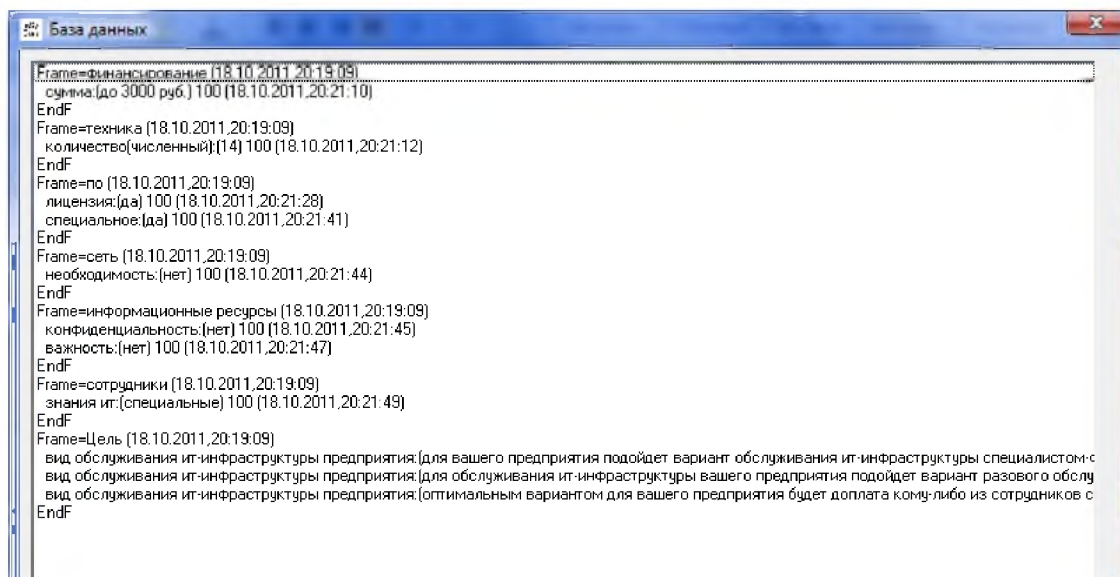 База данных
Frame=финансирование (18.10.2011,20:19:09)
сумма:(до 3000 руб.) 100 (18.10.2011,20:21:10)
EndF
Frame=техника (18.10.2011,20:19:09)
количество(численный):(14) 100 (18.10.2011,20:21:12)
EndF
Frame=по (18.10.2011,20:19:09)
лицензия:(да) 100 (18.10.2011,20:21:28)
специальное:(да) 100 (18.10.2011,20:21:41)
EndF
Frame=сеть (18.10.2011,20:19:09)
необходимость:(нет) 100 (18.10.2011,20:21:44)
EndF
Frame=информационные ресурсы (18.10.2011,20:19:09)
конфиденциальность:(нет) 100 (18.10.2011,20:21:45)
важность:(нет) 100 (18.10.2011,20:21:47)
EndF
Frame=сотрудники (18.10.2011,20:19:09)
знания ит:(специальные) 100 (18.10.2011,20:21:49)
EndF
Frame=Цель (18.10.2011,20:19:09)
вид обслуживания ит-инфраструктуры предприятия:(для вашего предприятия подойдет вариант обслуживания ит-инфраструктуры специалистом-
вид обслуживания ит-инфраструктуры предприятия:(для обслуживания ит-инфраструктуры вашего предприятия подойдет вариант разового обслу
вид обслуживания ит-инфраструктуры предприятия:(оптимальным вариантом для вашего предприятия будет доплата кому-либо из сотрудников с
EndF